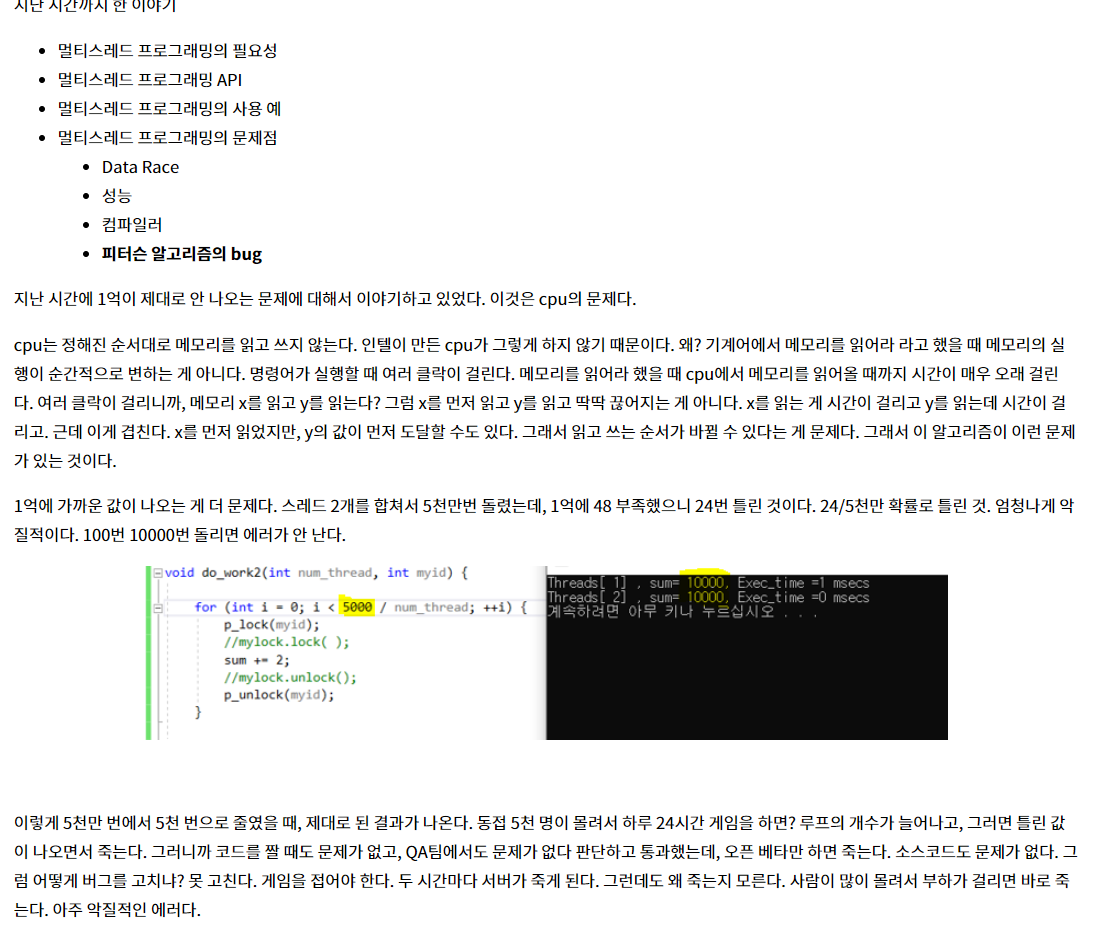 지난 시간까지 한 이야기
멀티스레드 프로그래밍의 필요성
멀티스레드 프로그래밍 API
멀티스레드 프로그래밍의 사용 예
멀티스레드 프로그래밍의 문제점
Data Race
성능
컴파일러
피터슨 알고리즘의 bug
지난 시간에 1억이 제대로 안 나오는 문제에 대해서 이야기하고 있었다. 이것은 cpu의 문제다.
cpu는 정해진 순서대로 메모리를 읽고 쓰지 않는다. 인텔이 만든 cpu가 그렇게 하지 않기 때문이다. 왜? 기계어에서 메모리를 읽어라 라고 했을 때 메모리의 실
행이 순간적으로 변하는 게 아니다. 명령어가 실행할 때 여러 클락이 걸린다. 메모리를 읽어라 했을 때 cpu에서 메모리를 읽어올 때까지 시간이 매우 오래 걸린
다. 여러 클락이 걸리니까, 메모리 x를 읽고 y를 읽는다? 그럼 x를 먼저 읽고 y를 읽고 딱딱 끊어지는 게 아니다. x를 읽는 게 시간이 걸리고 y를 읽는데 시간이 걸
리고. 근데 이게 겹친다. x를 먼저 읽었지만, y의 값이 먼저 도달할 수도 있다. 그래서 읽고 쓰는 순서가 바뀔 수 있다는 게 문제다. 그래서 이 알고리즘이 이런 문제
가 있는 것이다.
1억에 가까운 값이 나오는 게 더 문제다. 스레드 2개를 합쳐서 5천만번 돌렸는데, 1억에 48 부족했으니 24번 틀린 것이다. 24/5천만 확률로 틀린 것. 엄청나게 악
질적이다. 100번 10000번 돌리면 에러가 안 난다.
void do_work2(int num_thread, int myid) {
for (int i = 0; i < 5000 / num_thread; ++i) {
p_lock(myid);
//mylock.lock( );
sum += 2;
//mylock.unlock();
p_unlock(myid);
}
Threads[ 1] , sum= 10000, Exec_time =1 msecs
Threads[ 2] , sum= 10000, Exec_time =0 msecs
계속하려면 아무 키나 누르십시오 . . .
이렇게 5천만 번에서 5천 번으로 줄였을 때, 제대로 된 결과가 나온다. 동접 5천 명이 몰려서 하루 24시간 게임을 하면? 루프의 개수가 늘어나고, 그러면 틀린 값
이 나오면서 죽는다. 그러니까 코드를 짤 때도 문제가 없고, QA팀에서도 문제가 없다 판단하고 통과했는데, 오픈 베타만 하면 죽는다. 소스코드도 문제가 없다. 그
럼 어떻게 버그를 고치냐? 못 고친다. 게임을 접어야 한다. 두 시간마다 서버가 죽게 된다. 그런데도 왜 죽는지 모른다. 사람이 많이 몰려서 부하가 걸리면 바로 죽
는다. 아주 악질적인 에러다.